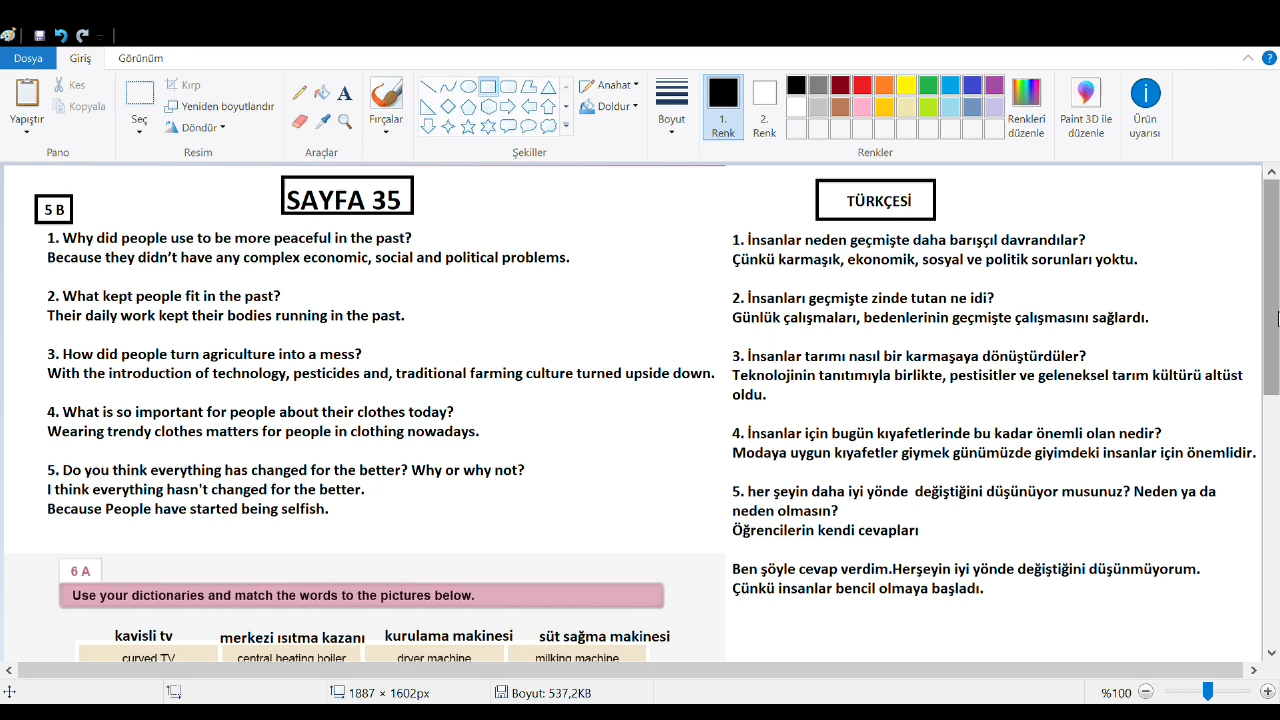 Dosya
Giriş
Görünüm
Yapıştır
Kes
Kopyala
Pano
Seç
Kırp
Yeniden boyutlandır
Döndür
Resim
Araçlar
Fırçalar
Şekiller
Anahat
Doldur
Boyut
1. Renk
2. Renk
Renkler
Renkleri düzenle
Paint 3D ile düzenle
Ürün uyarısı
SAYFA 35
5 B
1. Why did people use to be more peaceful in the past?
Because they didn't have any complex economic, social and political problems.
2. What kept people fit in the past?
Their daily work kept their bodies running in the past.
3. How did people turn agriculture into a mess?
With the introduction of technology, pesticides and, traditional farming culture turned upside down.
4. What is so important for people about their clothes today?
Wearing trendy clothes matters for people in clothing nowadays.
5. Do you think everything has changed for the better? Why or why not?
I think everything hasn't changed for the better.
Because People have started being selfish.
6 A
Use your dictionaries and match the words to the pictures below.
kavisli tv merkezi ısıtma kazanı kurulama makinesi süt sağma makinesi
curved TV central heating boiler dryer machine milking machine
TÜRKÇESİ
1. İnsanlar neden geçmişte daha barışçıl davrandılar?
Çünkü karmaşık, ekonomik, sosyal ve politik sorunları yoktu.
2. İnsanları geçmişte zinde tutan ne idi?
Günlük çalışmaları, bedenlerinin geçmişte çalışmasını sağlardı.
3. İnsanlar tarımı nasıl bir karmaşaya dönüştürdüler?
Teknolojinin tanıtımıyla birlikte, pestisitler ve geleneksel tarım kültürü altüst
oldu.
4. İnsanlar için bugün kıyafetlerinde bu kadar önemli olan nedir?
Modaya uygun kıyafetler giymek günümüzde giyimdeki insanlar için önemlidir.
5. her şeyin daha iyi yönde değiştiğini düşünüyor musunuz? Neden ya da
neden olmasın?
Öğrencilerin kendi cevapları
Ben şöyle cevap verdim.Herşeyin iyi yönde değiştiğini düşünmüyorum.
Çünkü insanlar bencil olmaya başladı.
1887 × 1602px
Boyut: 537,2KB
%100